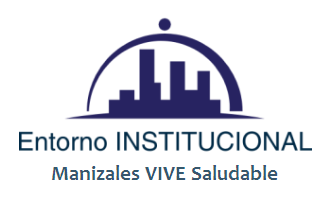 Entorno INSTITUCIONAL
Manizales VIVE Saludable